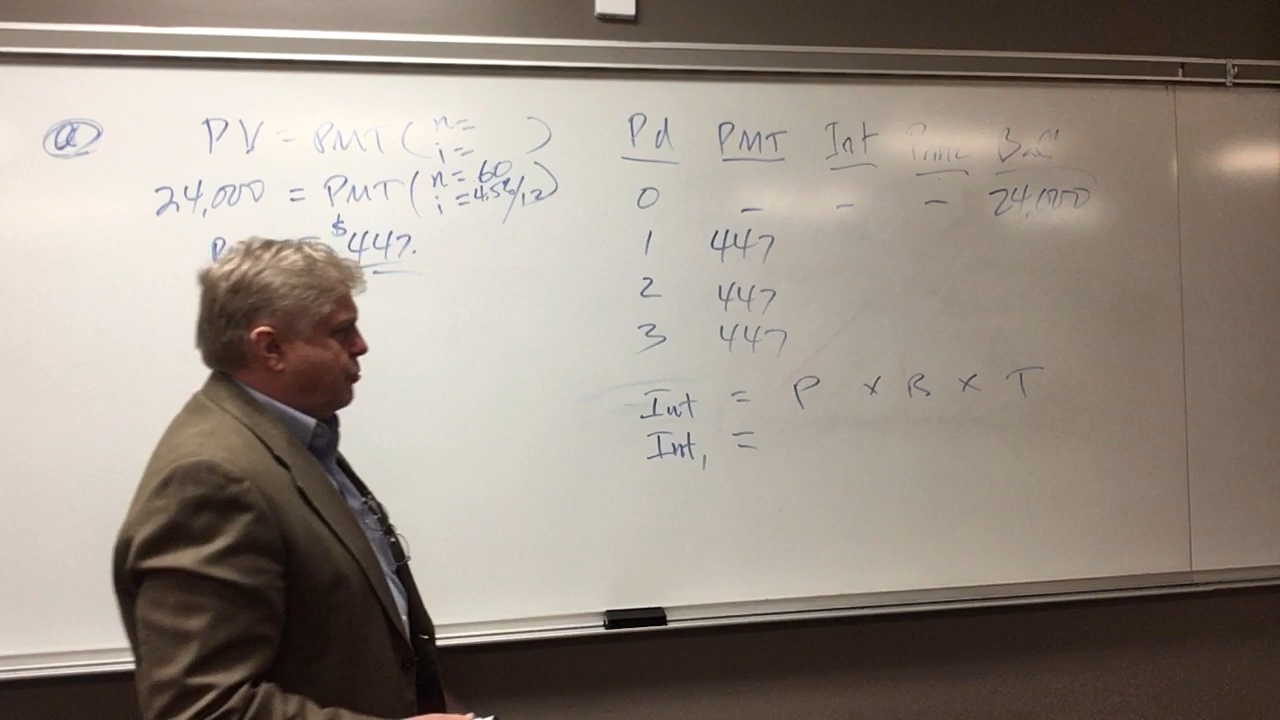 a
PV = PMT ( n=
i= )
24,000 = PMT ( n= 60
i= 4.5%/12 )
P = $447.
Pd PMT Int Princ Bal
0 - - - 24,000
1 447
2 447
3 447
Int = P x R x T
Int1 =